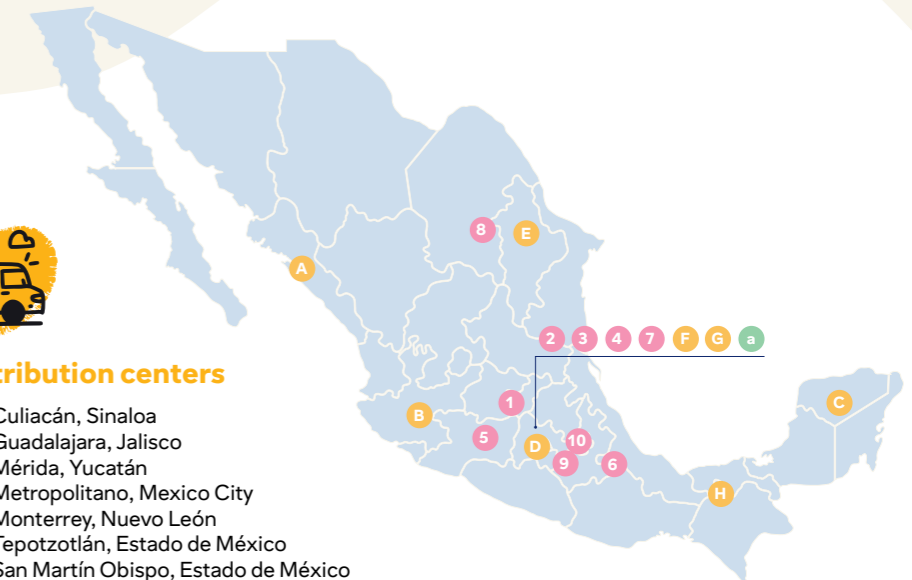 8
E
A
2 3 4 7 F G a
tribution centers
1
C
B
Culiacán, Sinaloa
Guadalajara, Jalisco
5
D
10
Mérida, Yucatán
9
6
Metropolitano, Mexico City
H
Monterrey, Nuevo León
Tepotzotlán, Estado de México
San Martín Obispo, Estado de México